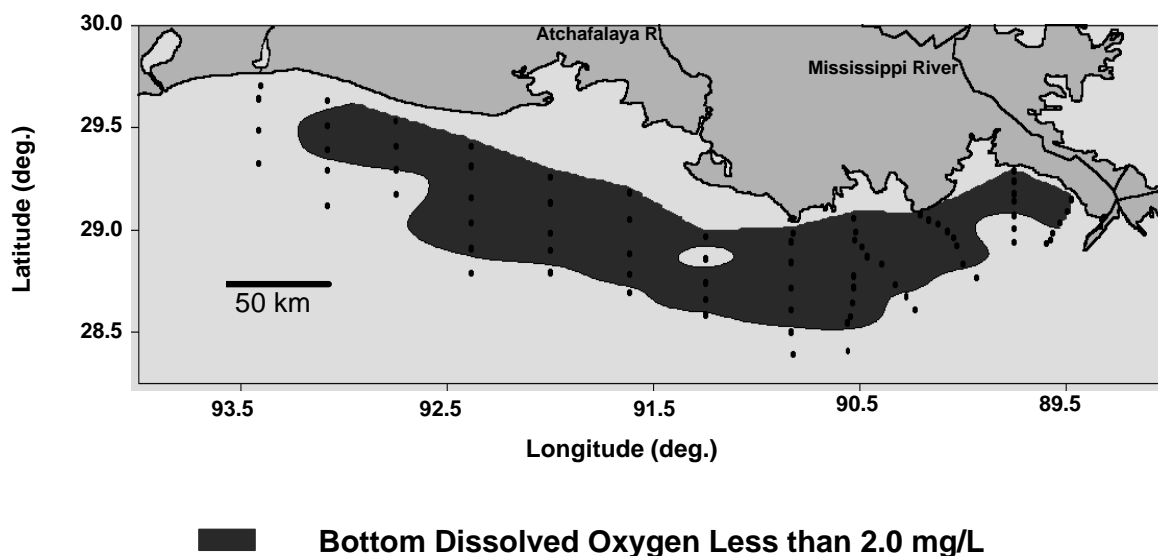 30.0
29.5
29.0
28.5
Latitude (deg.)
Atchafalaya R.
Mississippi River
50 km
93.5 92.5 91.5 90.5 89.5
Longitude (deg.)
Bottom Dissolved Oxygen Less than 2.0 mg/L